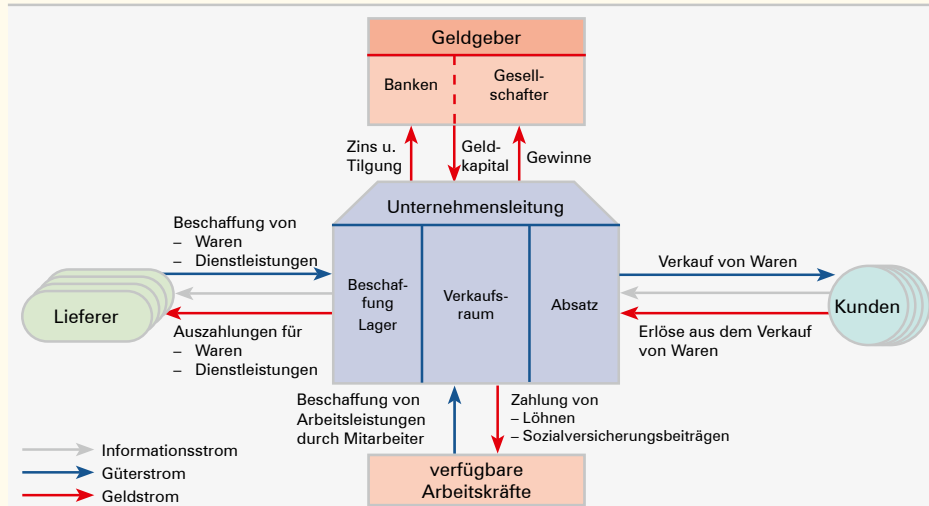 Geldgeber
Banken
Gesell-
schafter
Zins u.
Tilgung
Geld-
kapital
Gewinne
Unternehmensleitung
Beschaffung von
– Waren
– Dienstleistungen
Lieferer
Auszahlungen für
– Waren
– Dienstleistungen
Beschaf-
fung
Lager
Verkaufs-
raum
Absatz
Verkauf von Waren
Kunden
Erlöse aus dem Verkauf
von Waren
Beschaffung von
Arbeitsleistungen
durch Mitarbeiter
Zahlung von
– Löhnen
– Sozialversicherungsbeiträgen
verfügbare
Arbeitskräfte
Informationsstrom
Güterstrom
Geldstrom